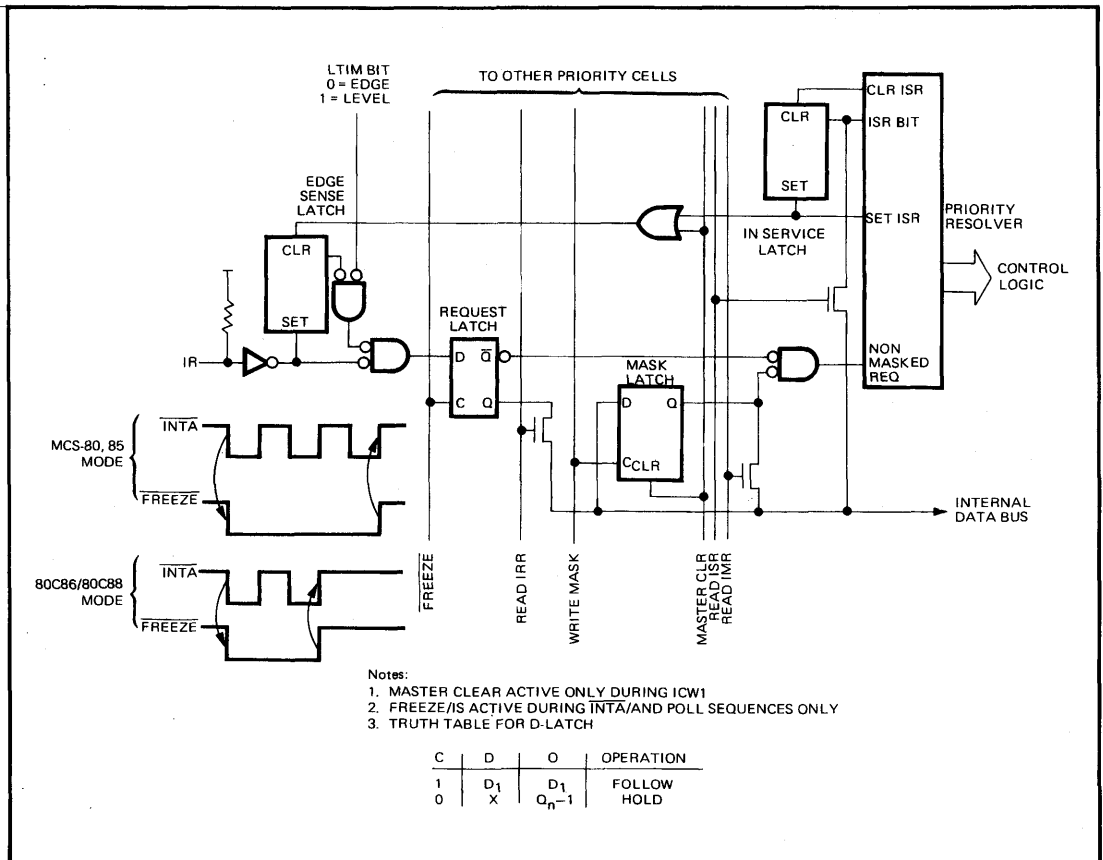 LTIM BIT
0 = EDGE
1 = LEVEL
TO OTHER PRIORITY CELLS
CLR ISR
CLR
ISR BIT
SET
SET ISR
PRIORITY
RESOLVER
IN SERVICE
LATCH
CONTROL
LOGIC
EDGE
SENSE
LATCH
CLR
SET
IR
REQUEST
LATCH
D
Q
C
Q
MASK
LATCH
D
Q
C
CLR
NON
MASKED
REQ
INTERNAL
DATA BUS
MCS-80, 85
MODE
INTA
FREEZE
80C86/80C88
MODE
INTA
FREEZE
FREEZE
READ IRR
WRITE MASK
MASTER CLR
READ ISR
READ IMR
Notes:
1. MASTER CLEAR ACTIVE ONLY DURING ICW1
2. FREEZE/IS ACTIVE DURING INTA/AND POLL SEQUENCES ONLY
3. TRUTH TABLE FOR D-LATCH
C D O OPERATION
1 D1 D1 FOLLOW
0 X Qn-1 HOLD